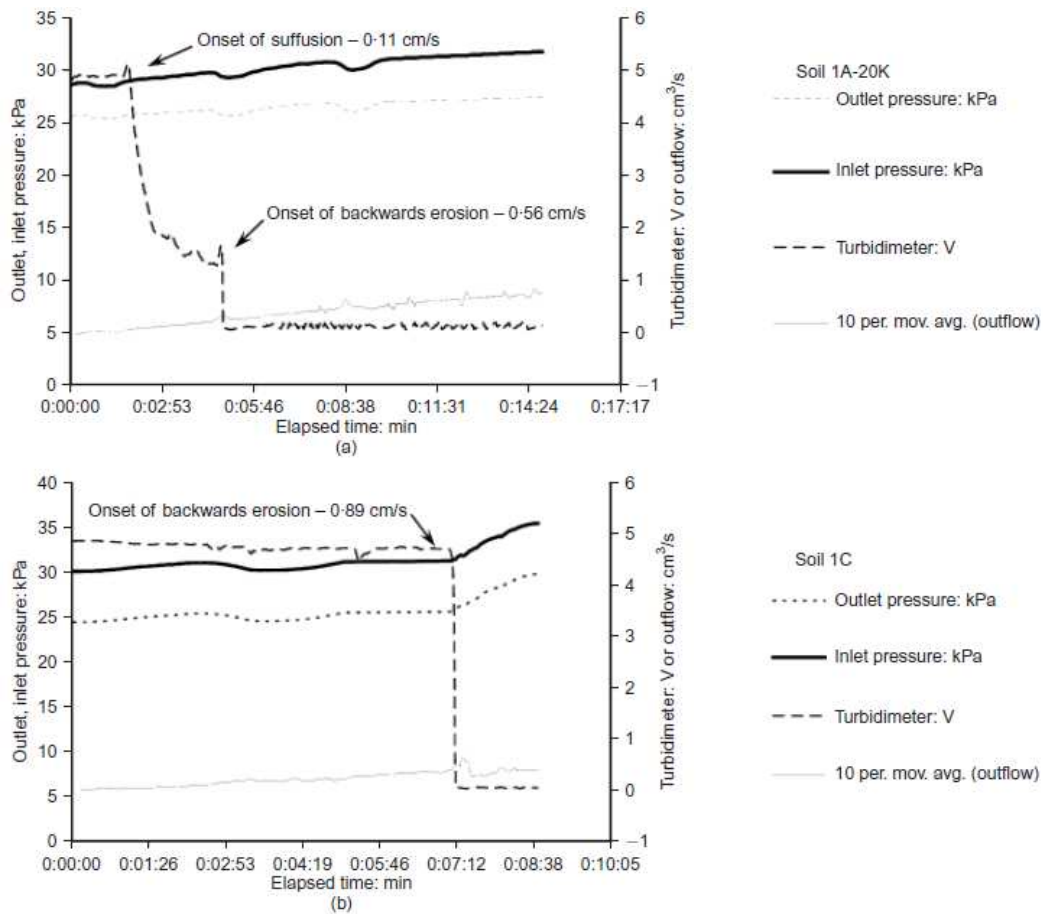 35
30
25
20
15
10
5
0
Outlet, inlet pressure: kPa
Onset of suffusion – 0·11 cm/s
Onset of backwards erosion – 0·56 cm/s
6
5
4
3
2
1
0
–1
Turbidimeter: V or outflow: cm³/s
0:00:00 0:02:53 0:05:46 0:08:38 0:11:31 0:14:24 0:17:17
Elapsed time: min
(a)
Soil 1A-20K
Outlet pressure: kPa
Inlet pressure: kPa
Turbidimeter: V
10 per. mov. avg. (outflow)
40
35
30
25
20
15
10
5
0
Outlet, inlet pressure: kPa
Onset of backwards erosion – 0·89 cm/s
6
5
4
3
2
1
0
–1
Turbidimeter: V or outflow: cm³/s
0:00:00 0:01:26 0:02:53 0:04:19 0:05:46 0:07:12 0:08:38 0:10:05
Elapsed time: min
(b)
Soil 1C
Outlet pressure: kPa
Inlet pressure: kPa
Turbidimeter: V
10 per. mov. avg. (outflow)